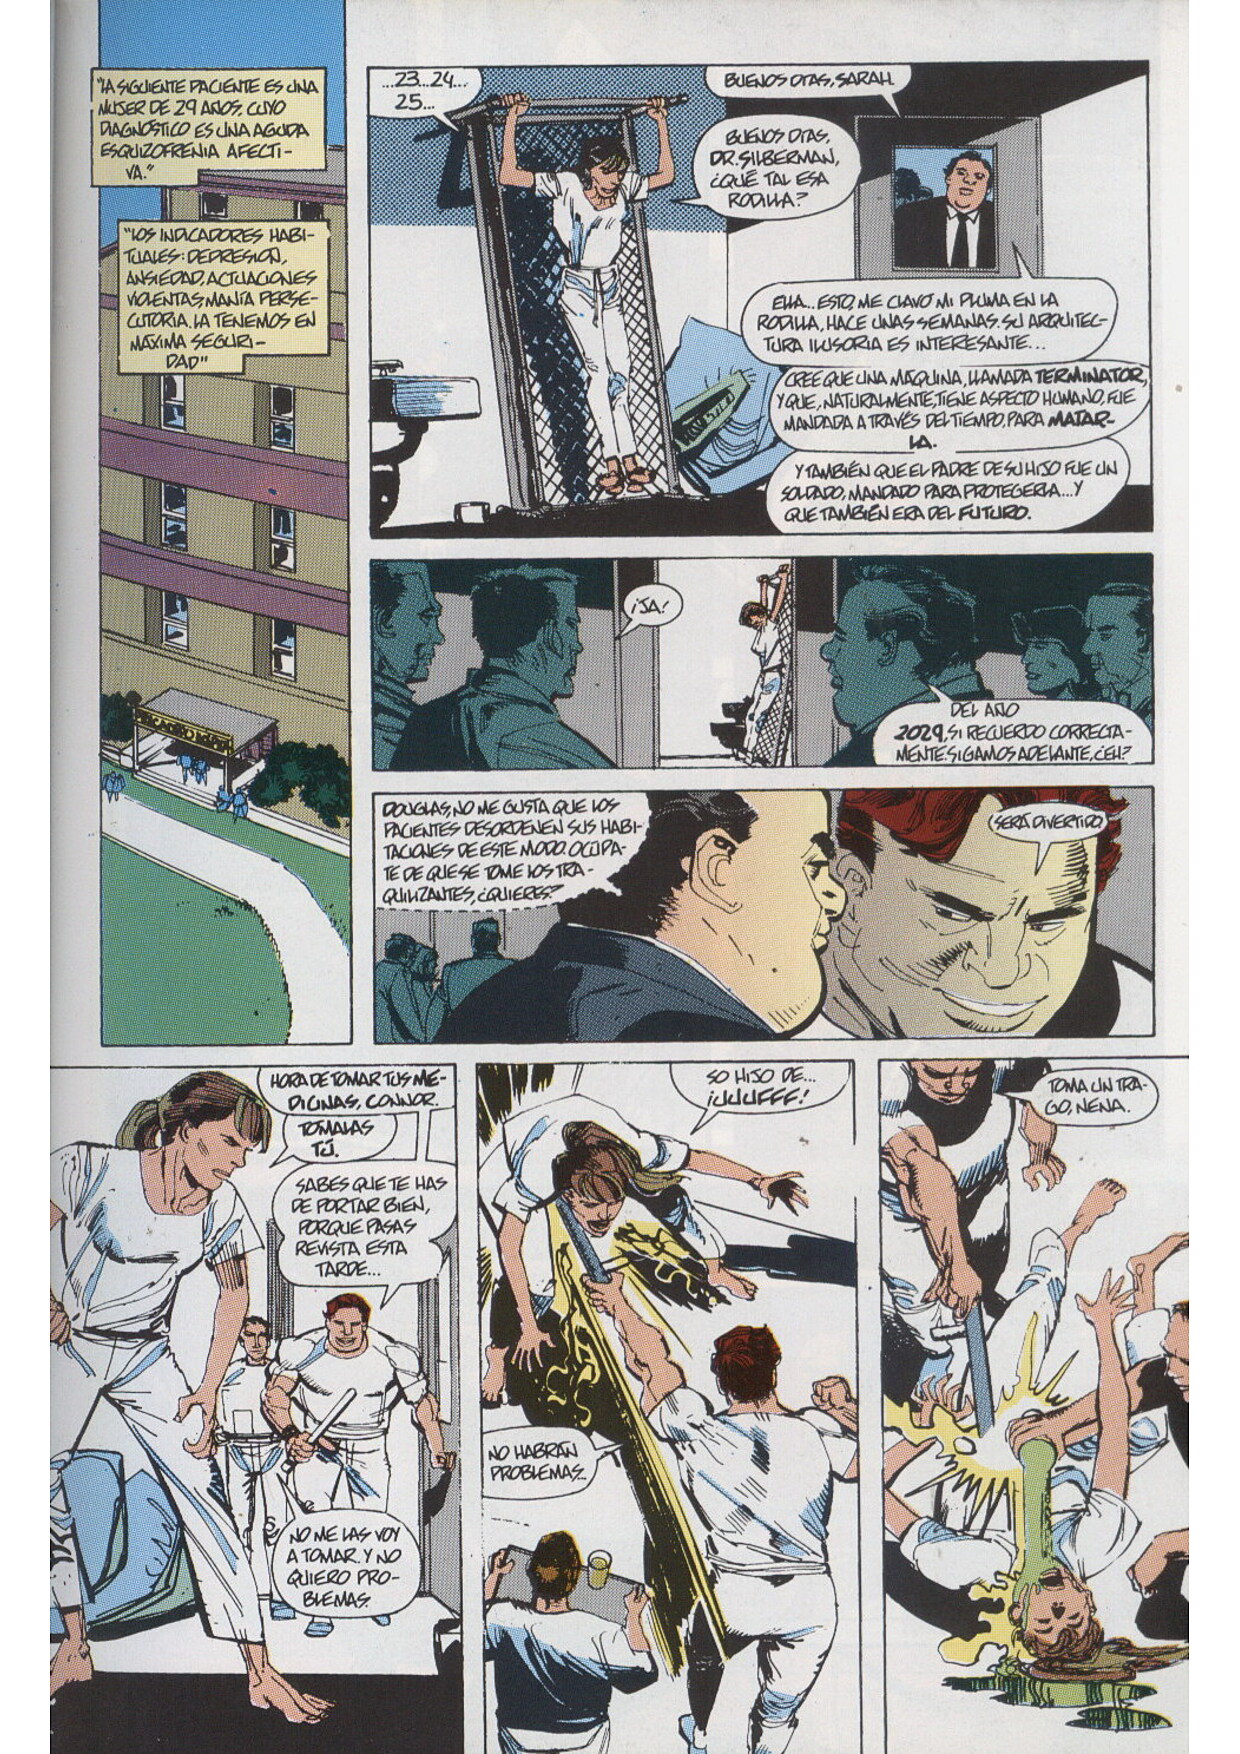 "LA SIGUIENTE PACIENTE ES UNA
MUJER DE 29 AÑOS, CUYO
DIAGNÓSTICO ES UNA AGUDA
ESQUIZOFRENIA AFECTI-
VA."
"LOS INDICADORES HABI-
TUALES: DEPRESIÓN,
ANSIEDAD, ACTUACIONES
VIOLENTAS, MANÍA PERSE-
CUTORIA. LA TENEMOS EN
MÁXIMA SEGURI-
DAD"
...23...24...
25...
BUENOS DÍAS, SARAH.
BUENOS DÍAS,
DR. SILBERMAN,
¿QUÉ TAL ESA
RODILLA?
ELLA... ESTO, ME CLAVÓ MI PLUMA EN LA
RODILLA, HACE UNAS SEMANAS. SU ARQUITEC-
TURA ILUSORIA ES INTERESANTE...
CREE QUE UNA MÁQUINA, LLAMADA TERMINATOR,
Y QUE, NATURALMENTE, TIENE ASPECTO HUMANO, FUE
MANDADA A TRAVÉS DEL TIEMPO, PARA MATAR-
LA.
Y TAMBIÉN QUE EL PADRE DE SU HIJO FUE UN
SOLDADO, MANDADO PARA PROTEGERLA... Y
QUE TAMBIÉN ERA DEL FUTURO.
¡JA!
DEL AÑO
2029, SI RECUERDO CORRECTA-
MENTE. SIGAMOS ADELANTE, ¿EH?
DOUGLAS, NO ME GUSTA QUE LOS
PACIENTES DESORDENEN SUS HABI-
TACIONES DE ESTE MODO. OCÚPA-
TE DE QUE SE TOME LOS TRA-
QUILIZANTES, ¿QUIERES?
(SERÁ DIVERTIDO)
HORA DE TOMAR TUS ME-
DICINAS, CONNOR.
TÓMALAS
TÚ.
SABES QUE TE HAS
DE PORTAR BIEN,
PORQUE PASAS
REVISTA ESTA
TARDE...
NO ME LAS VOY
A TOMAR. Y NO
QUIERO PRO-
BLEMAS.
SO HIJO DE...
¡UUUFFF!
NO HABRÁN
PROBLEMAS.
TOMA UN TRA-
GO, NENA.